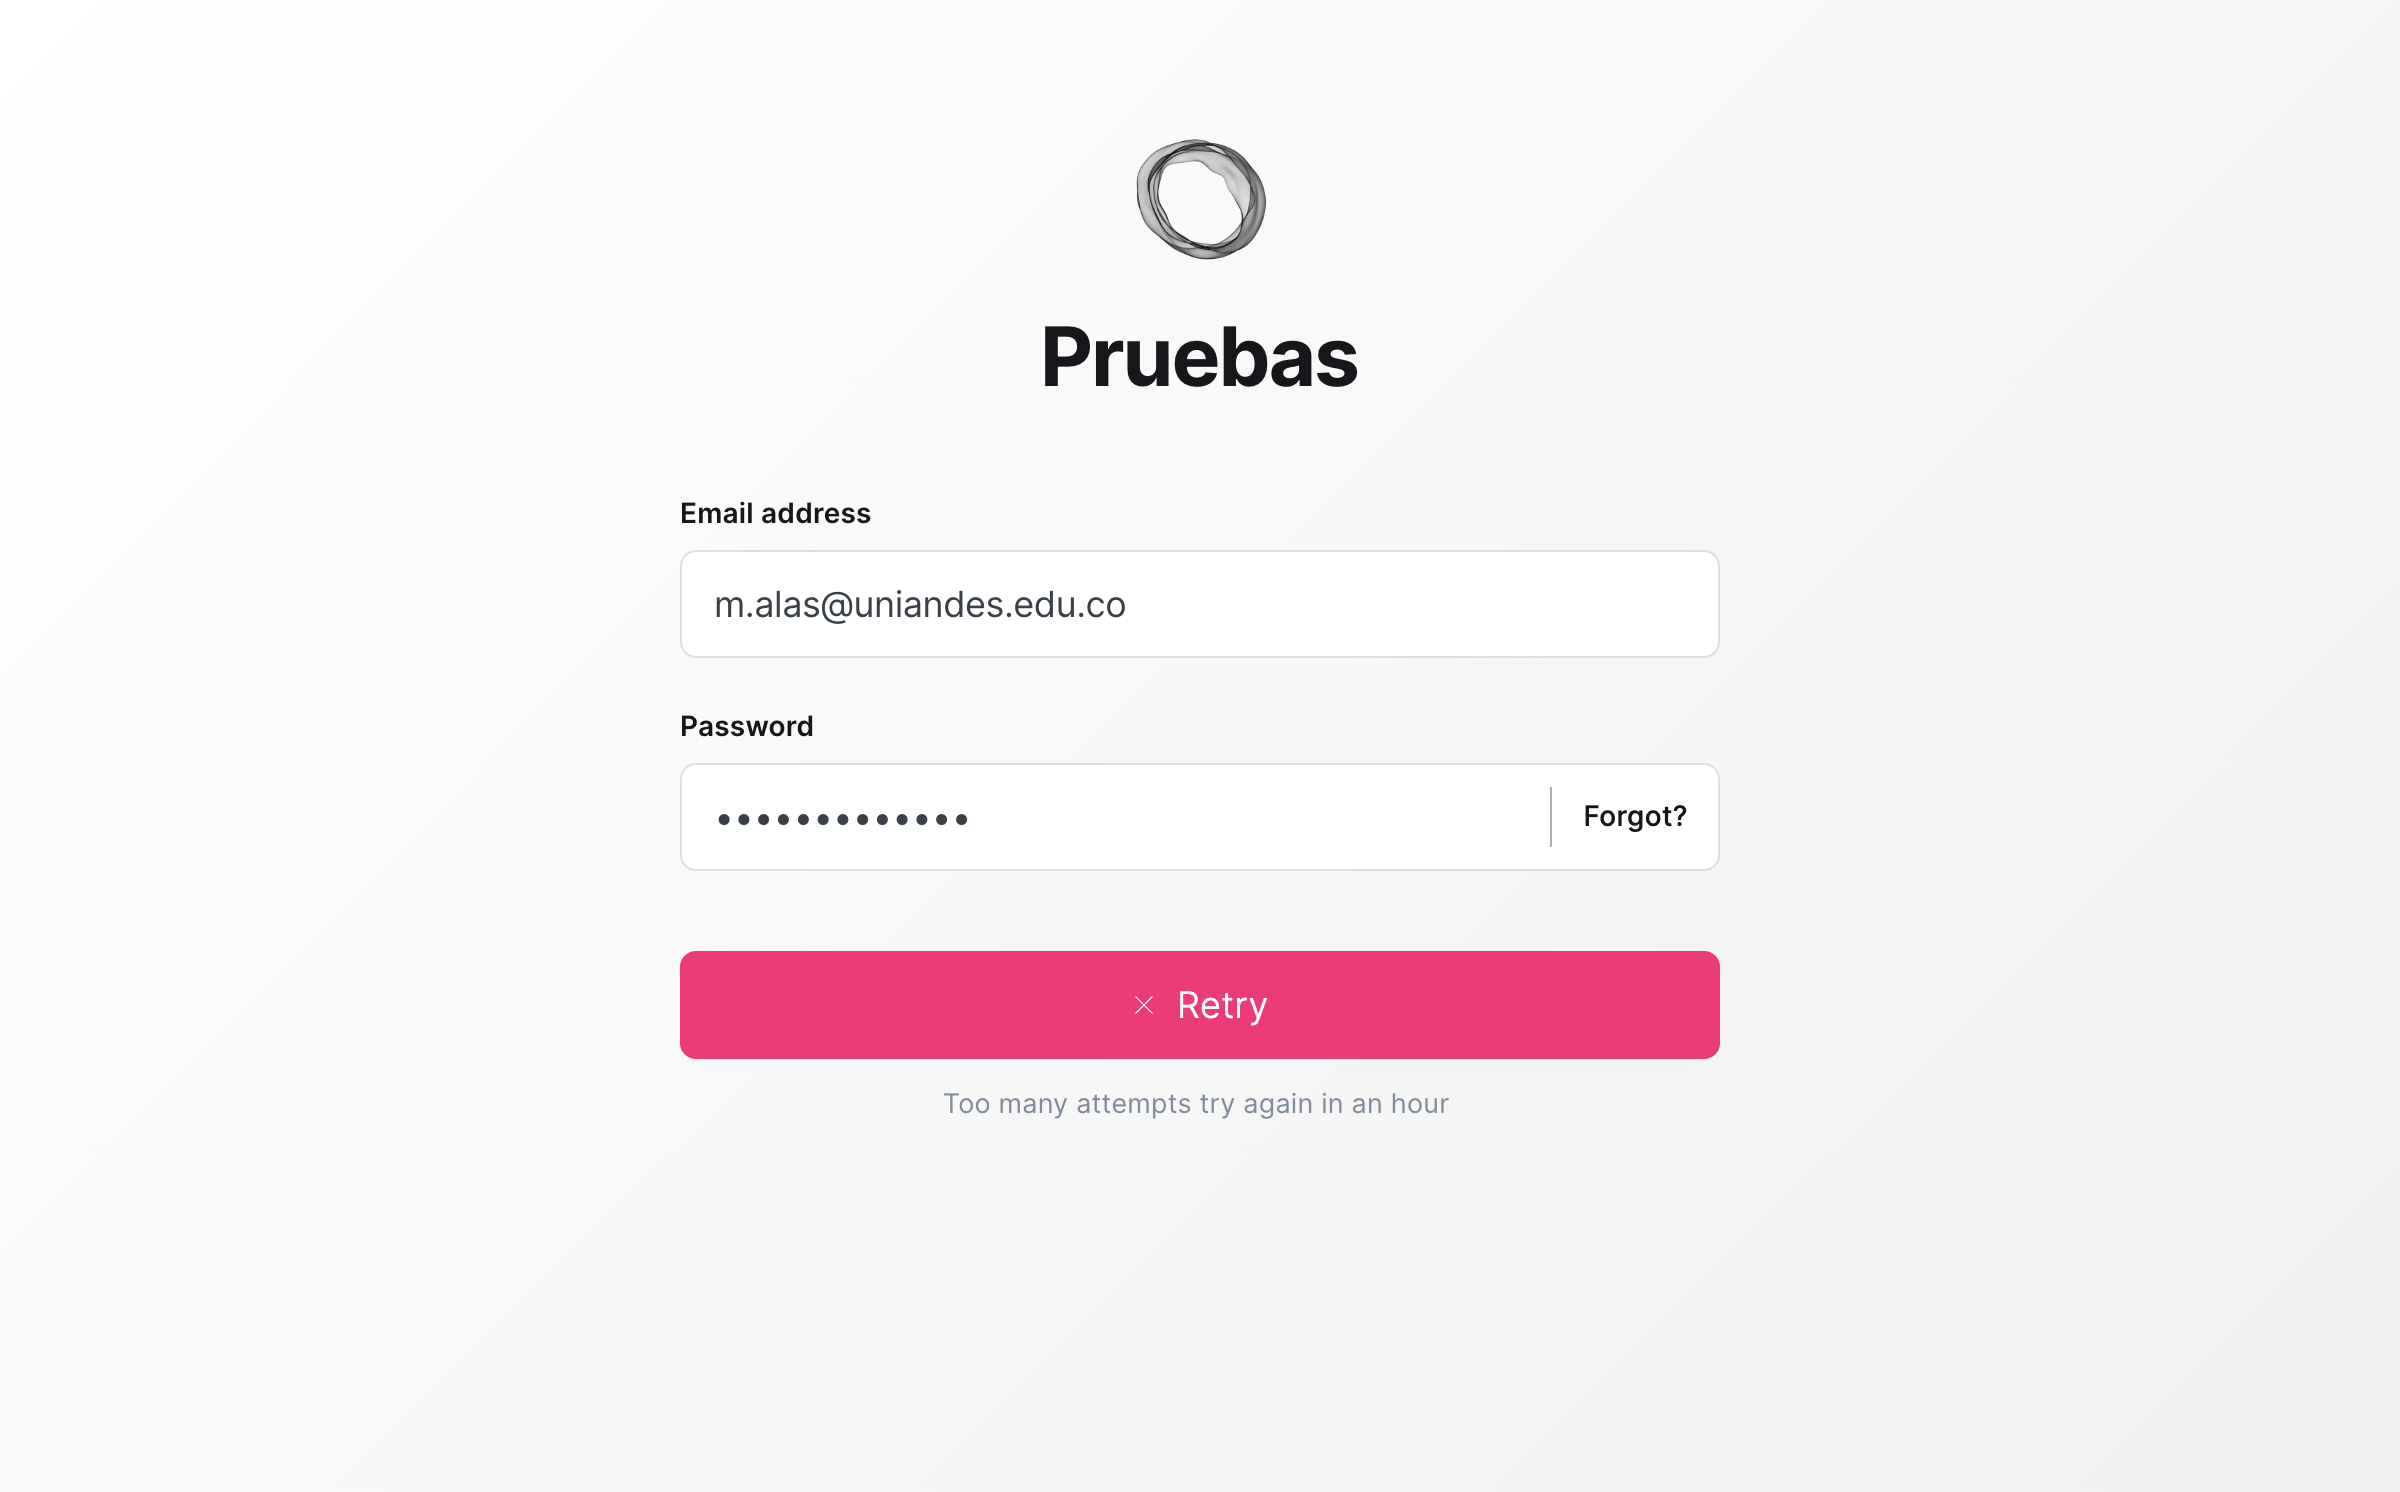 Pruebas
Email address
m.alas@uniandes.edu.co
Password
•••••••••••••
Forgot?
Retry
Too many attempts try again in an hour